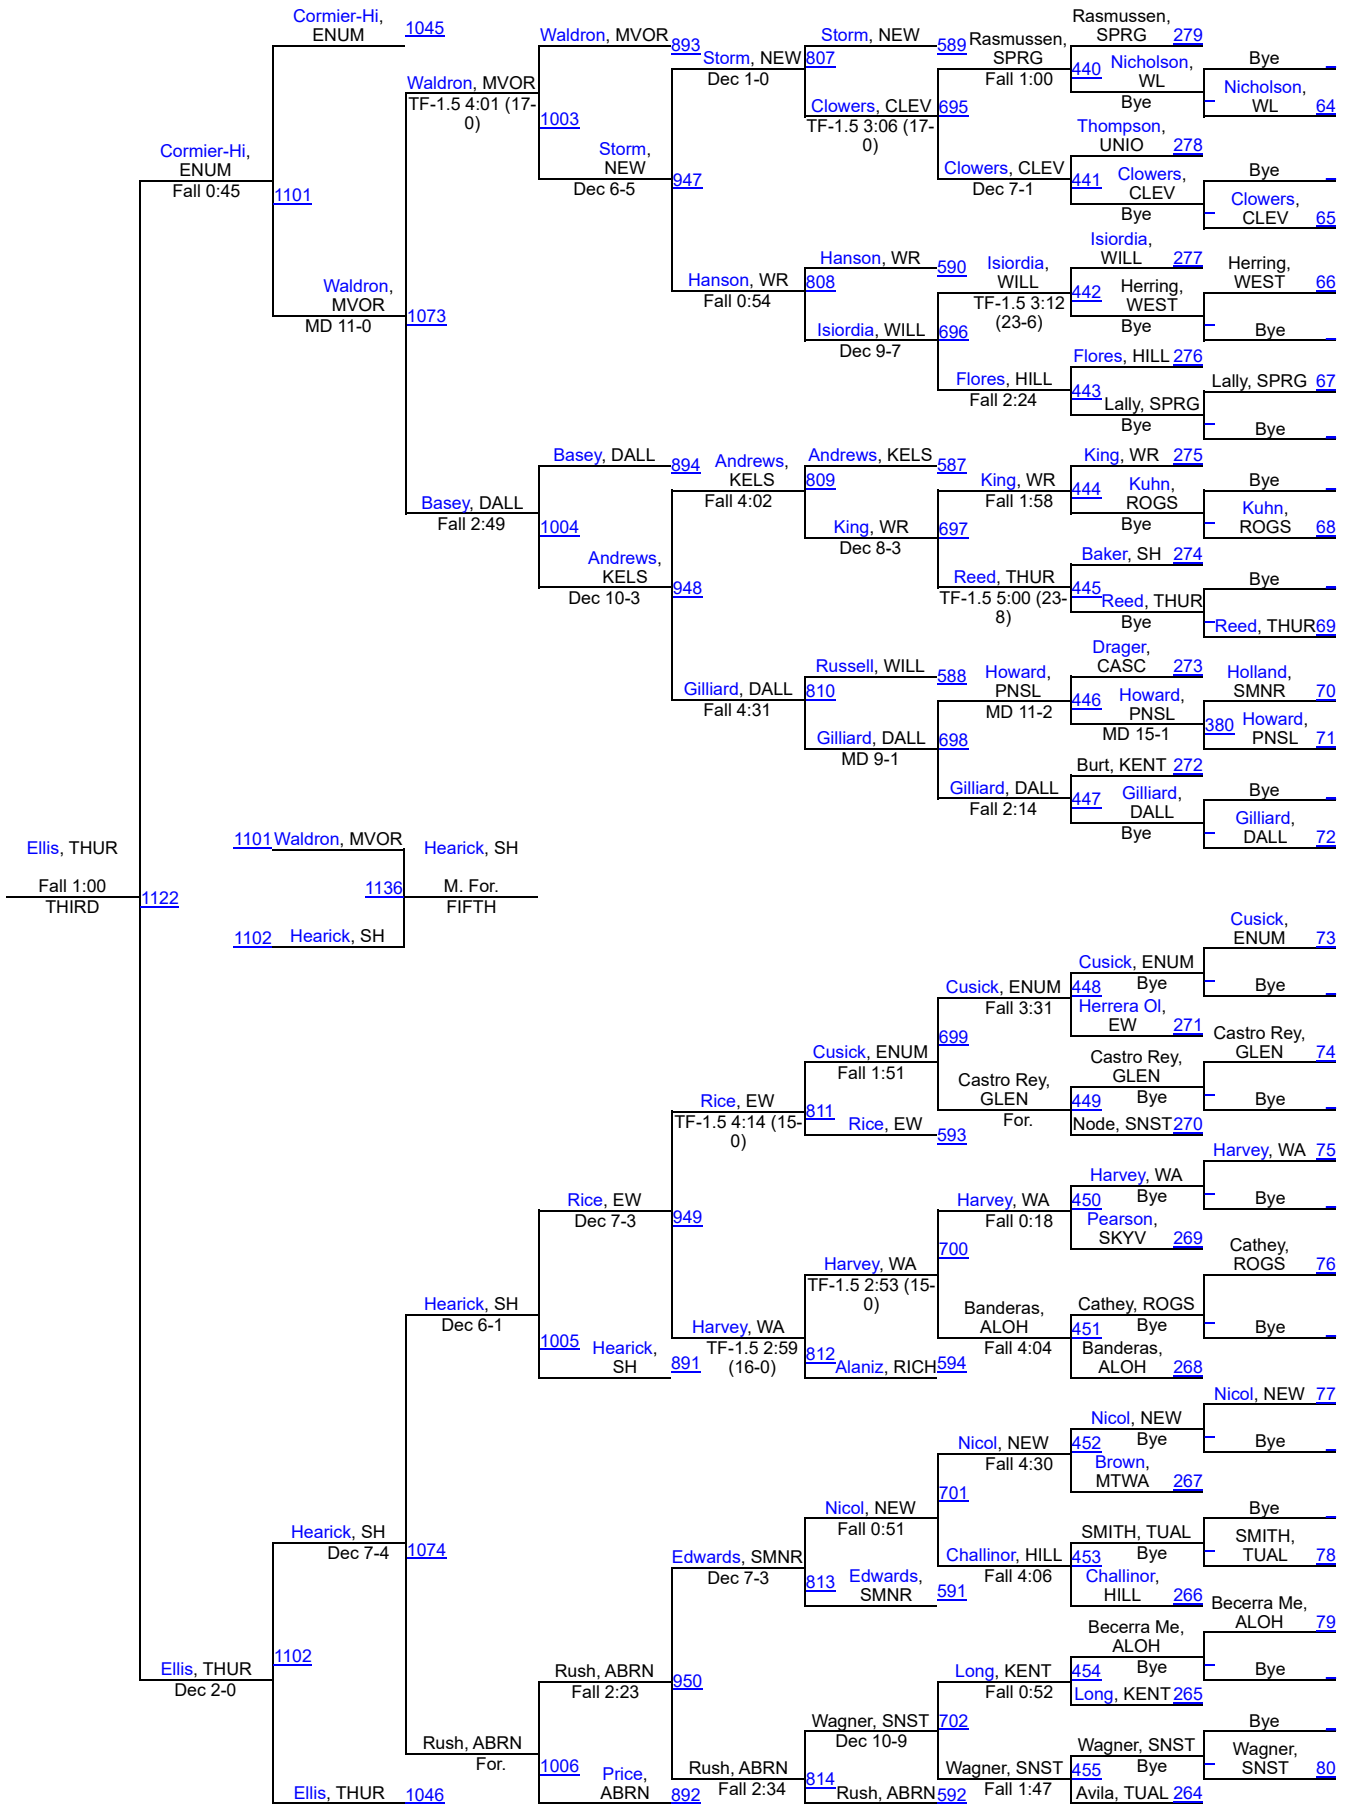 Cormier-Hi,
ENUM
1045
Cormier-Hi,
ENUM
Fall 0:45
1101
Waldron,
MVOR
MD 11-0
Waldron, MVOR
TF-1.5 4:01 (17-
0)
1073
Basey, DALL
Fall 2:49
Waldron, MVOR
893
1003
Storm,
NEW
Dec 6-5
Storm, NEW
Dec 1-0
947
Hanson, WR
Fall 0:54
Storm, NEW
589
807
Clowers, CLEV
TF-1.5 3:06 (17-
0)
Hanson, WR
590
808
Isiordia, WILL
Dec 9-7
Rasmussen,
SPRG
Fall 1:00
695
Clowers, CLEV
Dec 7-1
Isiordia,
WILL
TF-1.5 3:12
(23-6)
696
Flores, HILL
Fall 2:24
Rasmussen,
SPRG
279
440
Nicholson,
WL
Bye
Thompson,
UNIO
278
441
Clowers,
CLEV
Bye
Isiordia,
WILL
277
442
Herring,
WEST
Bye
Flores, HILL
276
443
Lally, SPRG
Bye
Bye
Nicholson,
WL
64
Bye
Clowers,
CLEV
65
Herring,
WEST
66
Bye
Lally, SPRG
67
Bye
Basey, DALL
894
1004
Andrews,
KELS
Dec 10-3
Andrews,
KELS
Fall 4:02
948
Gilliard, DALL
Fall 4:31
Andrews, KELS
587
809
King, WR
Dec 8-3
Russell, WILL
588
810
Gilliard, DALL
MD 9-1
King, WR
Fall 1:58
697
Reed, THUR
TF-1.5 5:00 (23-
8)
Howard,
PNSL
MD 11-2
698
Gilliard, DALL
Fall 2:14
King, WR
275
444
Kuhn,
ROGS
Bye
Baker, SH
274
445
Reed, THUR
Bye
Drager,
CASC
273
446
Howard,
PNSL
MD 15-1
Burt, KENT
272
447
Gilliard,
DALL
Bye
Bye
Kuhn,
ROGS
68
Bye
Reed, THUR
69
Holland,
SMNR
70
380
Howard,
PNSL
71
Bye
Gilliard,
DALL
72
Ellis, THUR
Fall 1:00
THIRD
1122
1101
Waldron, MVOR
1136
1102
Hearick, SH
Hearick, SH
M. For.
FIFTH
Ellis, THUR
Dec 2-0
Hearick, SH
Dec 7-4
1102
Ellis, THUR
1046
Hearick, SH
Dec 6-1
1074
Rush, ABRN
For.
Rice, EW
Dec 7-3
1005
Hearick,
SH
891
Rice, EW
TF-1.5 4:14 (15-
0)
949
Harvey, WA
TF-1.5 2:59
(16-0)
Cusick, ENUM
Fall 1:51
811
Rice, EW
593
Harvey, WA
TF-1.5 2:53 (15-
0)
812
Alaniz, RICH
594
Cusick, ENUM
Fall 3:31
699
Castro Rey,
GLEN
For.
Harvey, WA
Fall 0:18
700
Banderas,
ALOH
Fall 4:04
Cusick, ENUM
448
Bye
Herrera Ol,
EW
271
Castro Rey,
GLEN
449
Bye
Node, SNST
270
Harvey, WA
450
Bye
Pearson,
SKYV
269
Cathey, ROGS
451
Bye
Banderas,
ALOH
268
Cusick,
ENUM
73
Bye
Castro Rey,
GLEN
74
Bye
Harvey, WA
75
Bye
Cathey,
ROGS
76
Bye
Rush, ABRN
Fall 2:23
1006
Price,
ABRN
892
Edwards, SMNR
Dec 7-3
950
Rush, ABRN
Fall 2:34
Nicol, NEW
Fall 0:51
813
Edwards,
SMNR
591
Wagner, SNST
Dec 10-9
814
Rush, ABRN
592
Nicol, NEW
Fall 4:30
701
Challinor, HILL
Fall 4:06
Long, KENT
Fall 0:52
702
Wagner, SNST
Fall 1:47
Nicol, NEW
452
Bye
Brown,
MTWA
267
SMITH, TUAL
453
Bye
Challinor,
HILL
266
Becerra Me,
ALOH
454
Bye
Long, KENT
265
Wagner, SNST
455
Bye
Avila, TUAL
264
Nicol, NEW
77
Bye
Bye
SMITH,
TUAL
78
Becerra Me,
ALOH
79
Bye
Bye
Wagner,
SNST
80